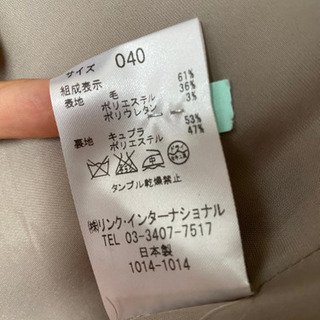 サイズ 040
組成表示
表地 毛 61%
ポリエステル 36%
ポリウレタン 3%
裏地 キュプラ 53%
ポリエステル 47%
タンブル乾燥禁止
㈱リンク・インターナショナル
TEL 03-3407-7517
日本製
1014-1014